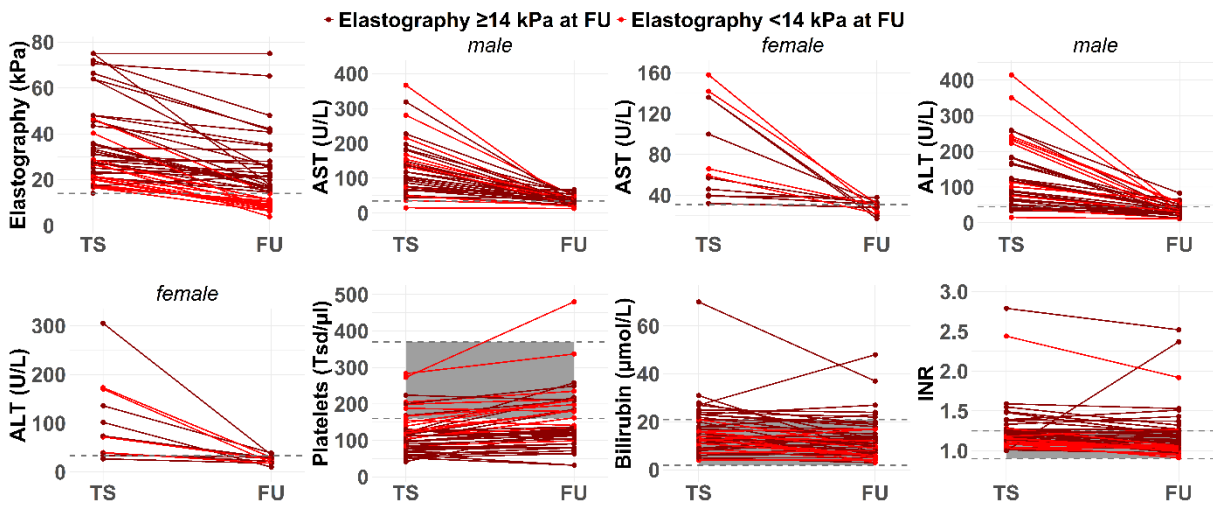 Elastography ≥14 kPa at FU Elastography <14 kPa at FU
Elastography (kPa)
80
60
40
20
0
TS FU
male
AST (U/L)
400
300
200
100
0
TS FU
female
AST (U/L)
160
120
80
40
TS FU
male
ALT (U/L)
400
300
200
100
0
TS FU
female
ALT (U/L)
300
200
100
0
TS FU
Platelets (Tsd/µl)
500
400
300
200
100
0
TS FU
Bilirubin (µmol/L)
60
40
20
0
TS FU
INR
3.0
2.5
2.0
1.5
1.0
TS FU